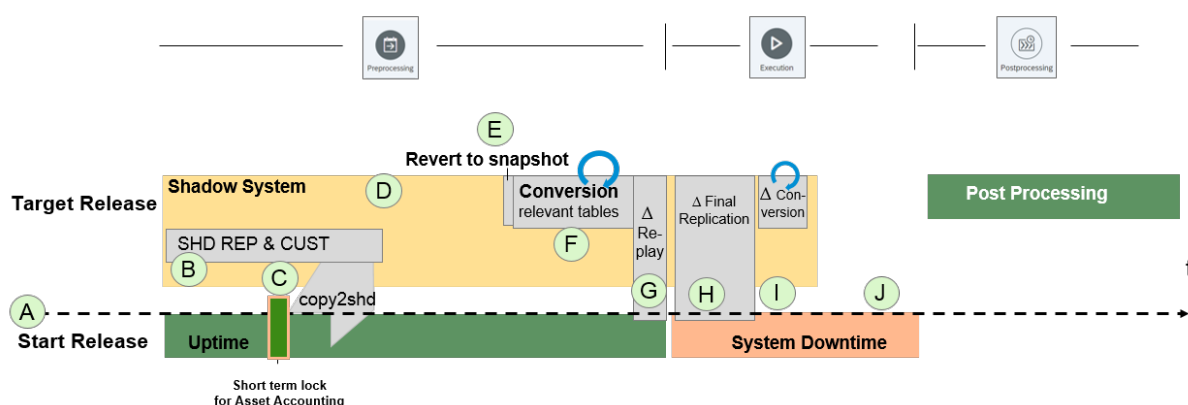 Preprocessing
Execution
Postprocessing
E
Revert to snapshot
Target Release
Shadow System
D
Conversion
relevant tables
F
Δ
Re-
play
Δ Final
Replication
Δ Con-
version
Post Processing
SHD REP & CUST
B
C
copy2shd
G
H
I
J
A
t
Start Release
Uptime
System Downtime
Short term lock
for Asset Accounting